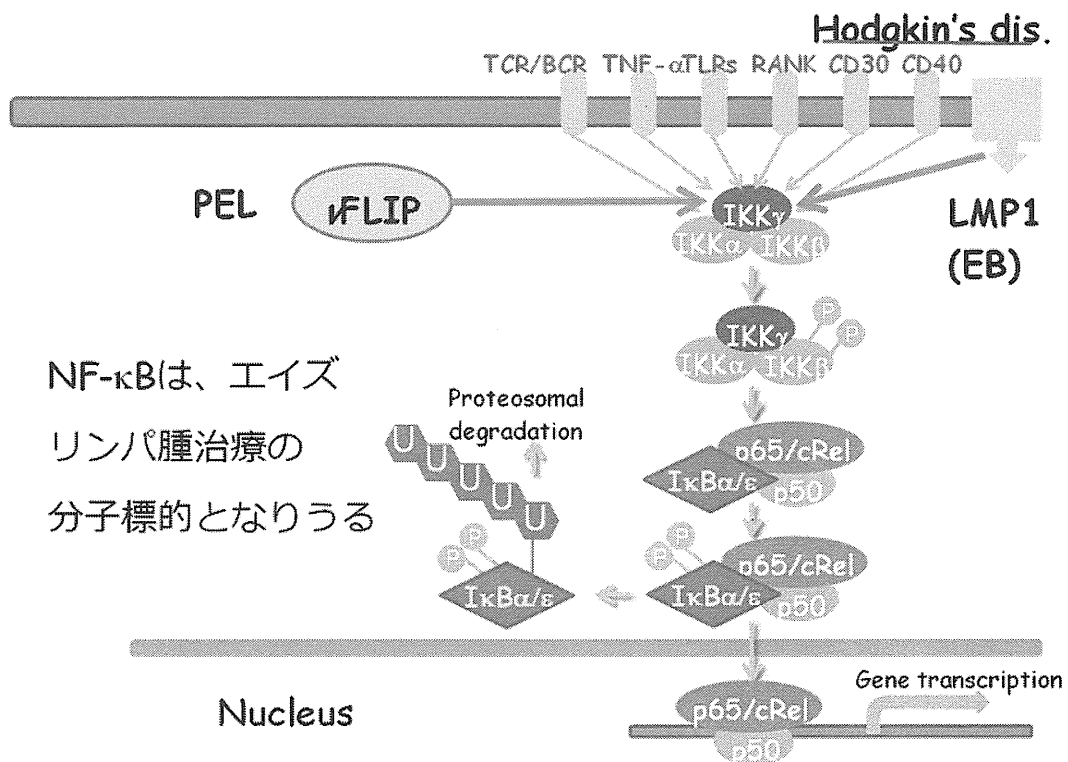 Hodgkin's dis.
TCR/BCR TNF-αTLRs RANK CD30 CD40
PEL
vFLIP
IKKγ
IKKα IKKβ
LMP1
(EB)
P
P
IKKγ
IKKα IKKβ
NF-κBは、エイズ
リンパ腫治療の
分子標的となりうる
Proteosomal
degradation
U
U
U
U
U
p65/cRel
IκBα/ε
p50
P
P
IκBα/ε
P
P
p65/cRel
IκBα/ε
p50
Nucleus
Gene transcription
p65/cRel
p50